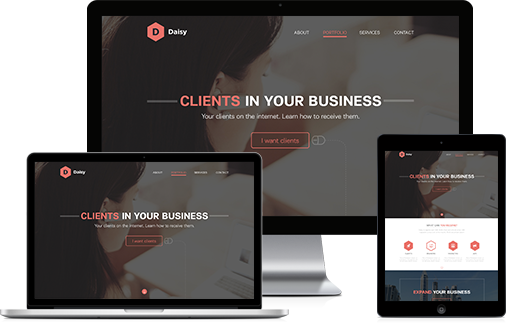 D Daisy
ABOUT PORTFOLIO SERVICES CONTACT
CLIENTS IN YOUR BUSINESS
Your clients on the internet. Learn how to receive them.
I want clients
D Daisy
ABOUT PORTFOLIO SERVICES CONTACT
CLIENTS IN YOUR BUSINESS
Your clients on the internet. Learn how to receive them.
I want clients
Daisy
CLIENTS IN YOUR BUSINESS
EXPAND YOUR BUSINESS